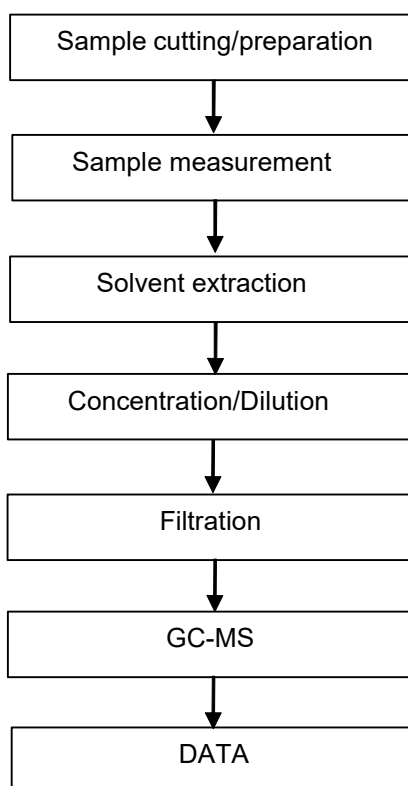 Sample cutting/preparation
Sample measurement
Solvent extraction
Concentration/Dilution
Filtration
GC-MS
DATA